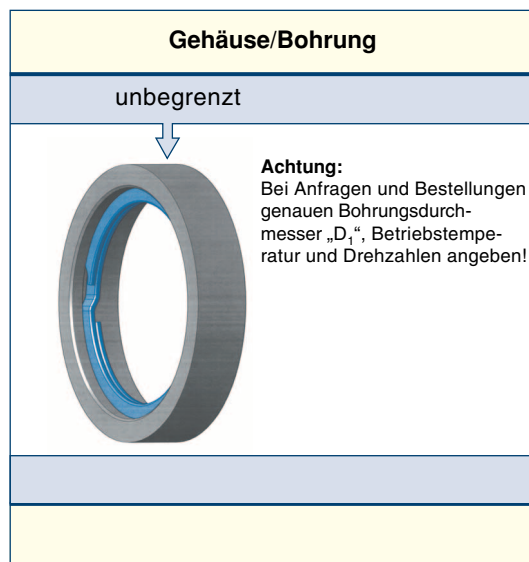 Gehäuse/Bohrung
unbegrenzt
Achtung:
Bei Anfragen und Bestellungen
genauen Bohrungsdurch-
messer „D₁“, Betriebstempe-
ratur und Drehzahlen angeben!